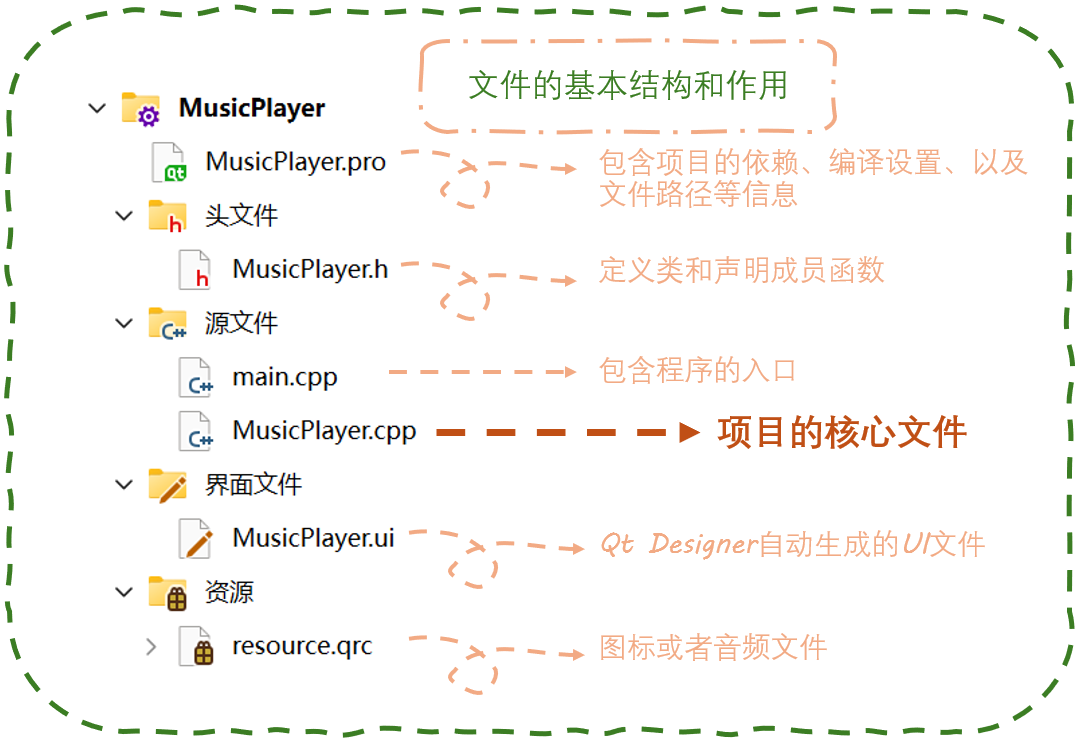 文件的基本结构和作用
MusicPlayer
MusicPlayer.pro
包含项目的依赖、编译设置、以及
文件路径等信息
头文件
MusicPlayer.h
定义类和声明成员函数
源文件
main.cpp
包含程序的入口
MusicPlayer.cpp
项目的核心文件
界面文件
MusicPlayer.ui
Qt Designer自动生成的UI文件
资源
resource.qrc
图标或者音频文件